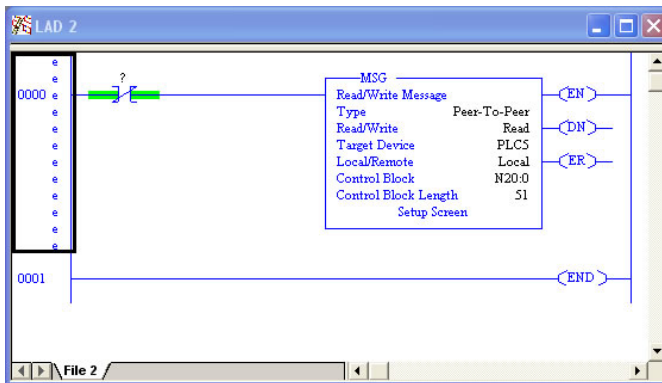 LAD 2
e
e
0000 e
e
e
e
e
e
e
e
e
e
?
MSG
Read/Write Message
Type Peer-To-Peer
Read/Write Read
Target Device PLC5
Local/Remote Local
Control Block N20:0
Control Block Length 51
Setup Screen
EN
DN
ER
0001
END
File 2